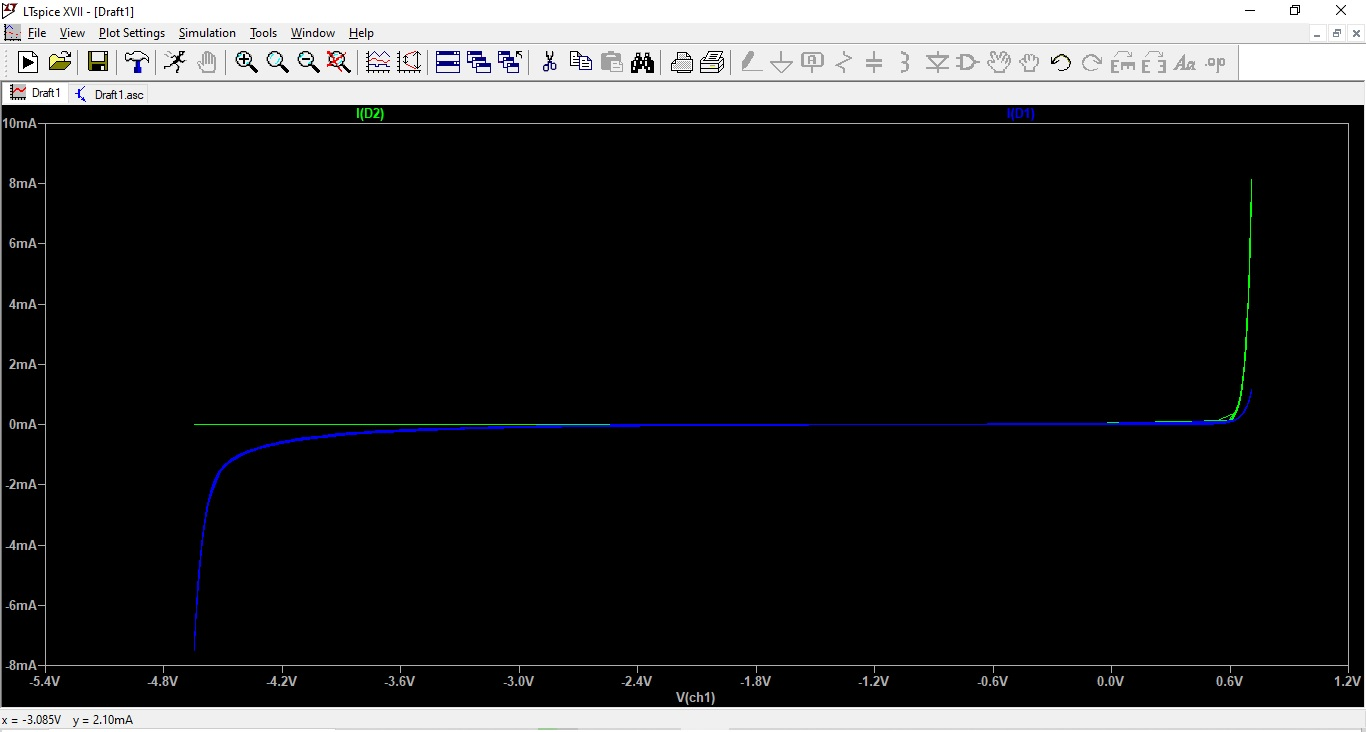 LTspice XVII - [Draft1]
File View Plot Settings Simulation Tools Window Help
Draft1 Draft1.asc
I(D2) I(D1)
10mA
8mA
6mA
4mA
2mA
0mA
-2mA
-4mA
-6mA
-8mA
-5.4V -4.8V -4.2V -3.6V -3.0V -2.4V -1.8V -1.2V -0.6V 0.0V 0.6V 1.2V
V(ch1)
x = -3.085V y = 2.10mA